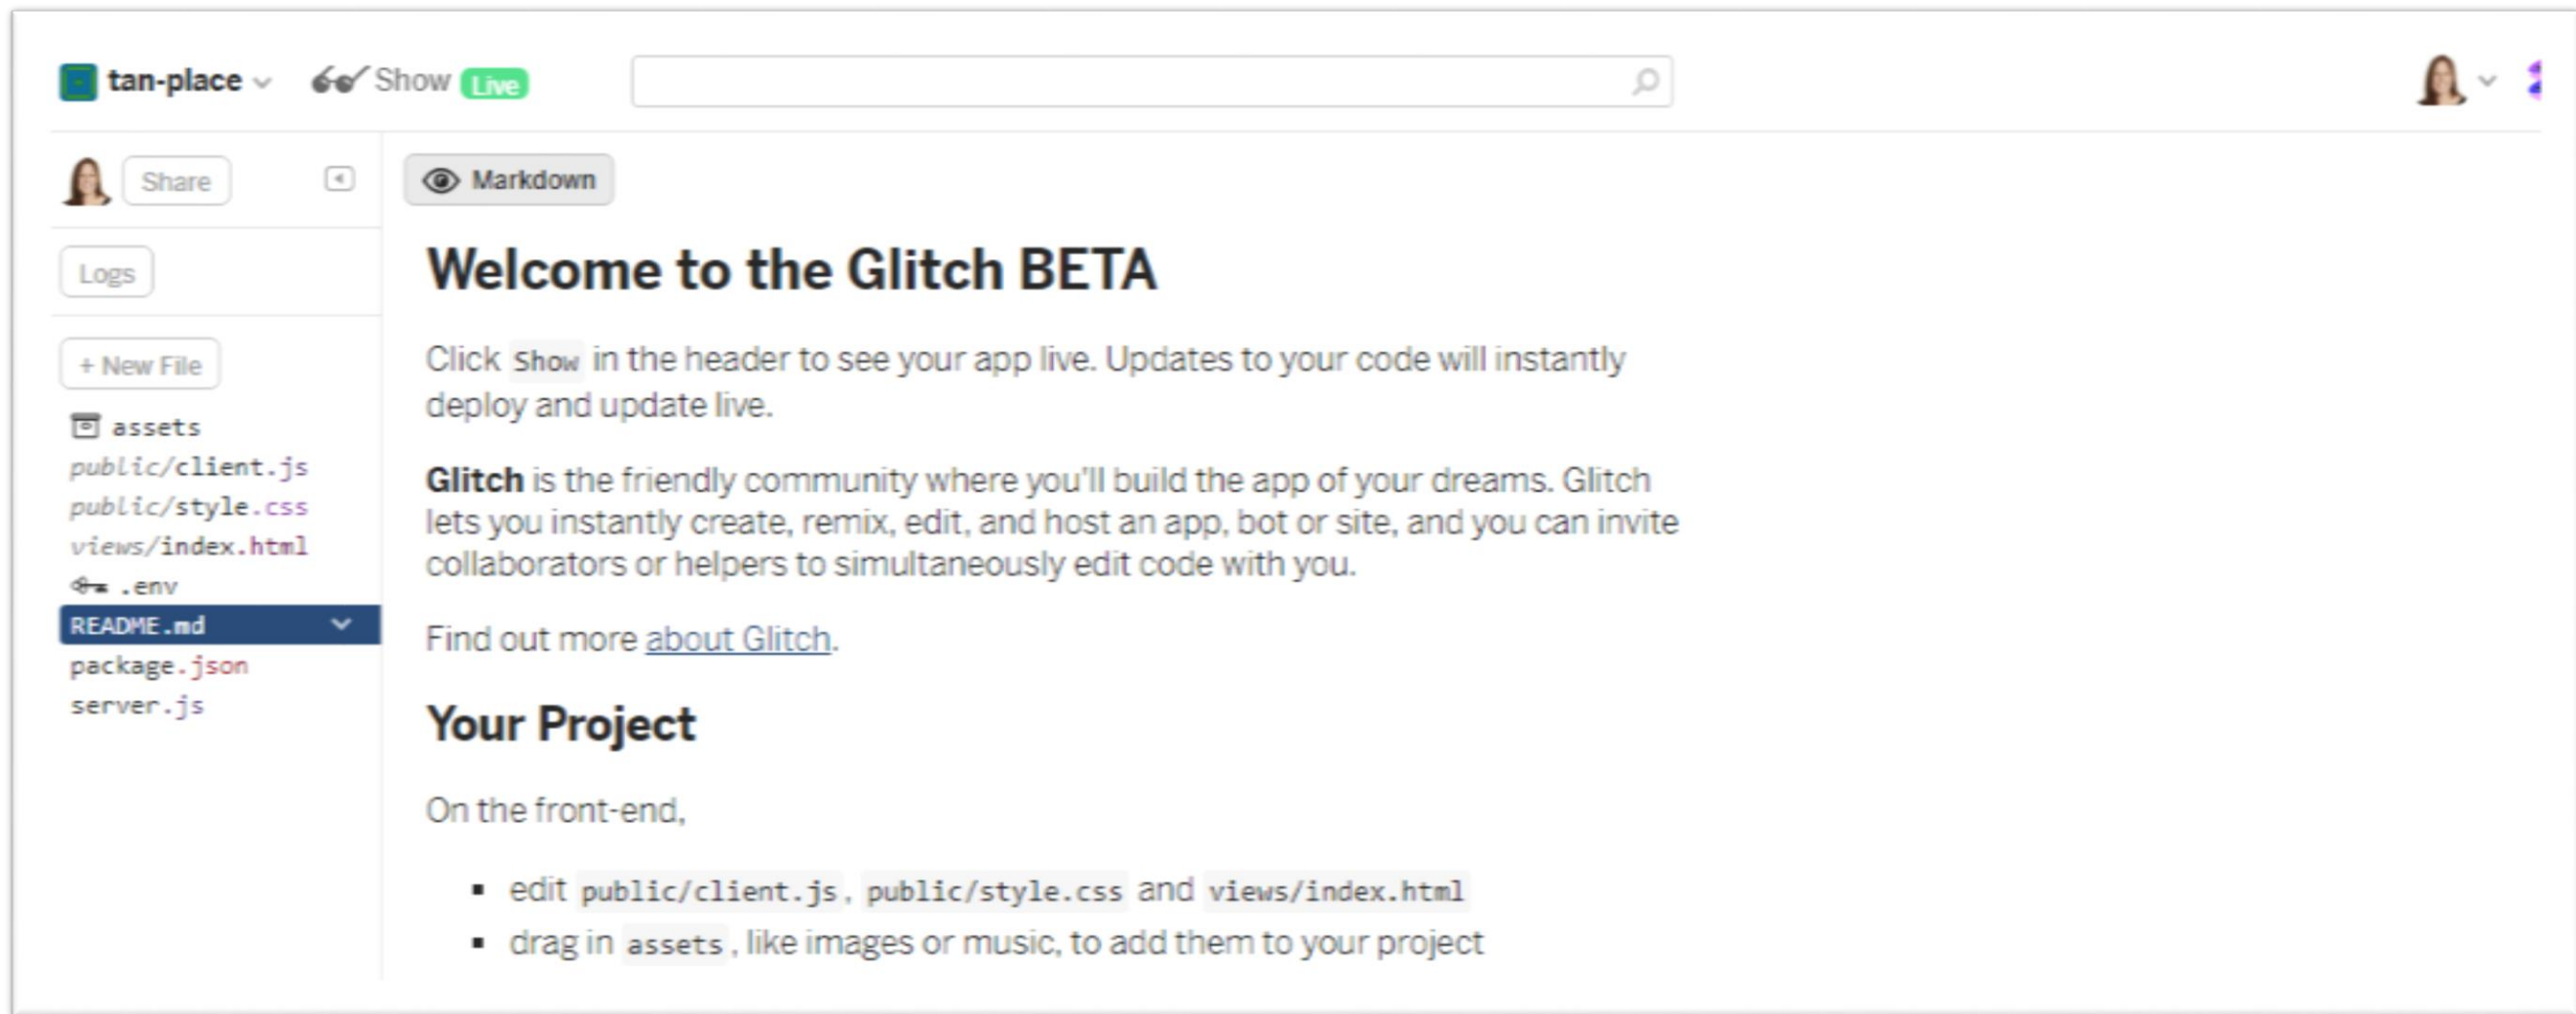 tan-place Show Live
Share
Markdown
Logs
Welcome to the Glitch BETA
Click Show in the header to see your app live. Updates to your code will instantly
deploy and update live.
+ New File
assets
public/client.js
public/style.css
views/index.html
.env
README.md
package.json
server.js
Glitch is the friendly community where you'll build the app of your dreams. Glitch
lets you instantly create, remix, edit, and host an app, bot or site, and you can invite
collaborators or helpers to simultaneously edit code with you.
Find out more about Glitch.
Your Project
On the front-end,
▪ edit public/client.js, public/style.css and views/index.html
▪ drag in assets, like images or music, to add them to your project